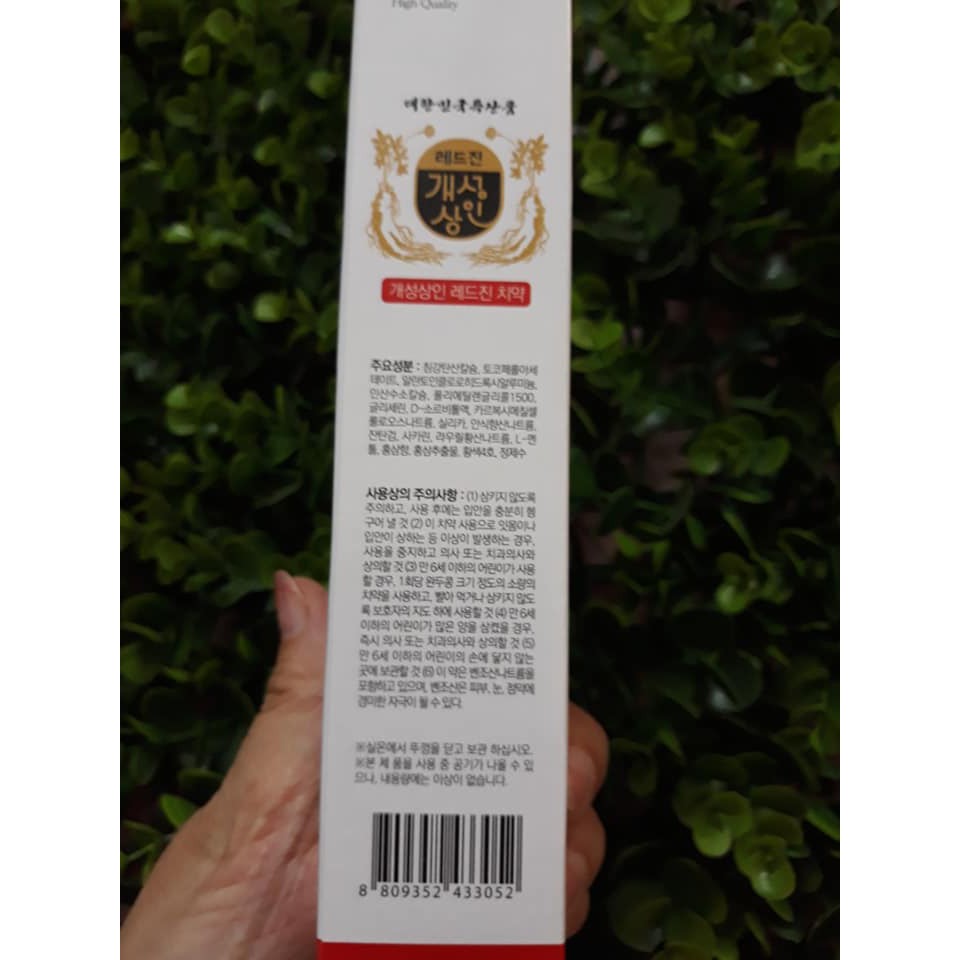 High Quality
대한민국특산품
레드진
개성
상인
개성상인 레드진 치약
주요성분 : 침강탄산칼슘, 토코페롤아세
테이트, 알란토인클로로히드록시알루미늄,
인산수소칼슘, 폴리에틸렌글리콜1500,
글리세린, D-소르비톨액, 카르복시메칠셀
룰로오스나트륨, 실리카, 안식향산나트륨,
잔탄검, 사카린, 라우릴황산나트륨, L-멘
톨, 홍삼향, 홍삼추출물, 황색4호, 정제수
사용상의 주의사항 : (1) 삼키지 않도록
주의하고, 사용 후에는 입안을 충분히 헹
구어 낼 것 (2) 이 치약 사용으로 잇몸이나
입안이 상하는 등 이상이 발생하는 경우,
사용을 중지하고 의사 또는 치과의사와
상의할 것 (3) 만 6세 이하의 어린이가 사용
할 경우, 1회당 완두콩 크기 정도의 소량의
치약을 사용하고, 빨아 먹거나 삼키지 않도
록 보호자의 지도 하에 사용할 것 (4) 만 6세
이하의 어린이가 많은 양을 삼켰을 경우,
즉시 의사 또는 치과의사와 상의할 것 (5)
만 6세 이하의 어린이의 손에 닿지 않는
곳에 보관할 것 (6) 이 약은 벤조산나트륨을
포함하고 있으며, 벤조산은 피부, 눈, 점막에
경미한 자극이 될 수 있다.
※실온에서 뚜껑을 닫고 보관 하십시오.
※본 제 품을 사용 중 공기가 나올 수 있
으나, 내용량에는 이상이 없습니다.
8 809352 433052